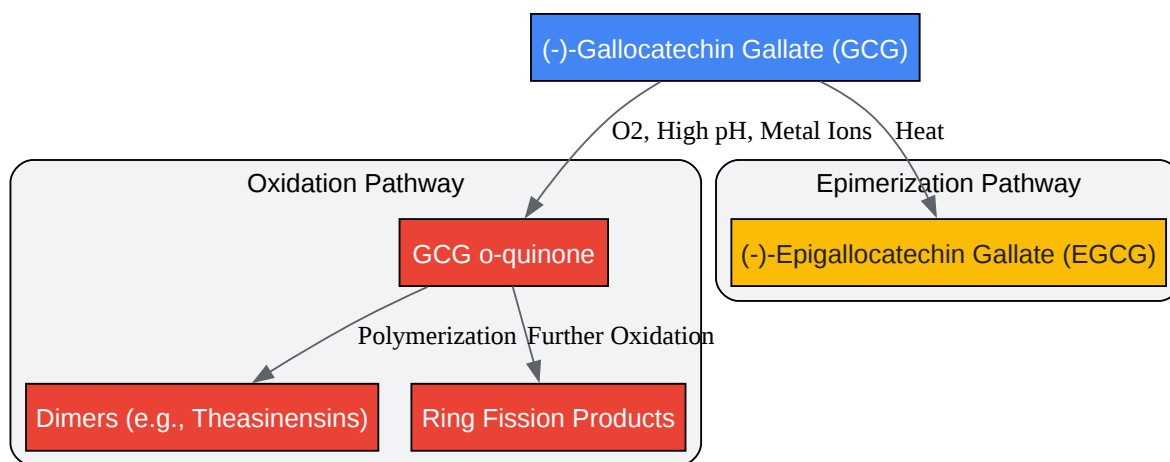 (-)-Gallocatechin Gallate (GCG)
O2, High pH, Metal Ions
Heat
Oxidation Pathway
Epimerization Pathway
GCG o-quinone
(-)-Epigallocatechin Gallate (EGCG)
Polymerization
Further Oxidation
Dimers (e.g., Theasinensins)
Ring Fission Products